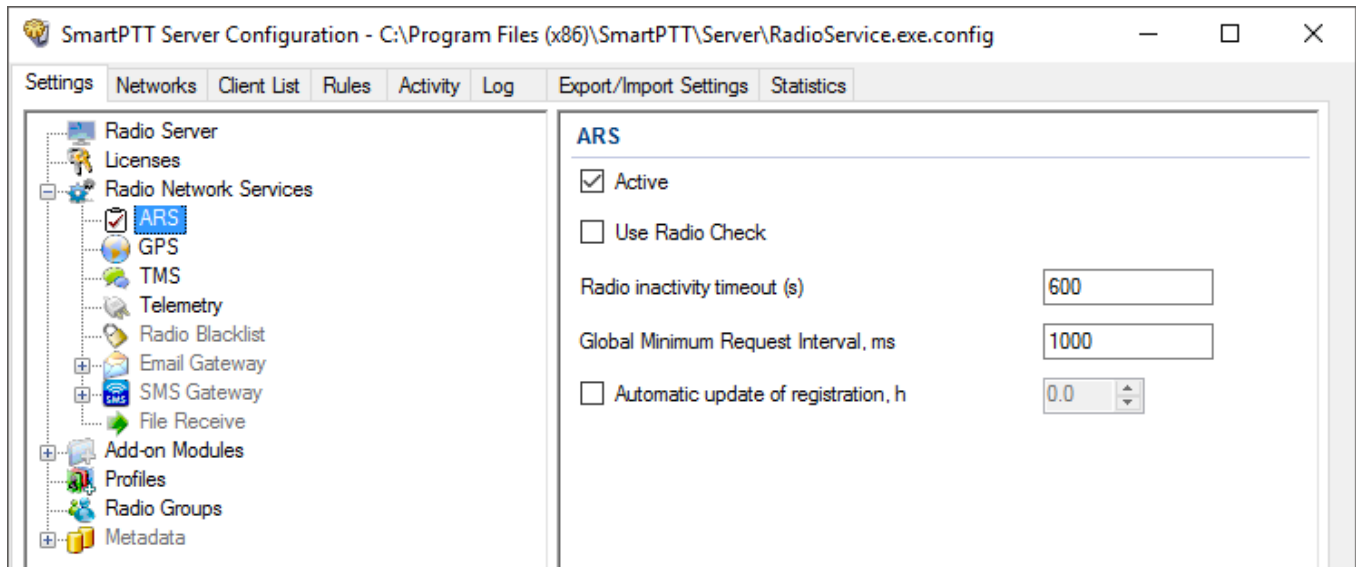 SmartPTT Server Configuration - C:\Program Files (x86)\SmartPTT\Server\RadioService.exe.config
Settings Networks Client List Rules Activity Log Export/Import Settings Statistics
Radio Server
Licenses
Radio Network Services
ARS
GPS
TMS
Telemetry
Radio Blacklist
Email Gateway
SMS Gateway
SMS
File Receive
Add-on Modules
Profiles
Radio Groups
Metadata
ARS
Active
Use Radio Check
Radio inactivity timeout (s) 600
Global Minimum Request Interval, ms 1000
Automatic update of registration, h 0.0